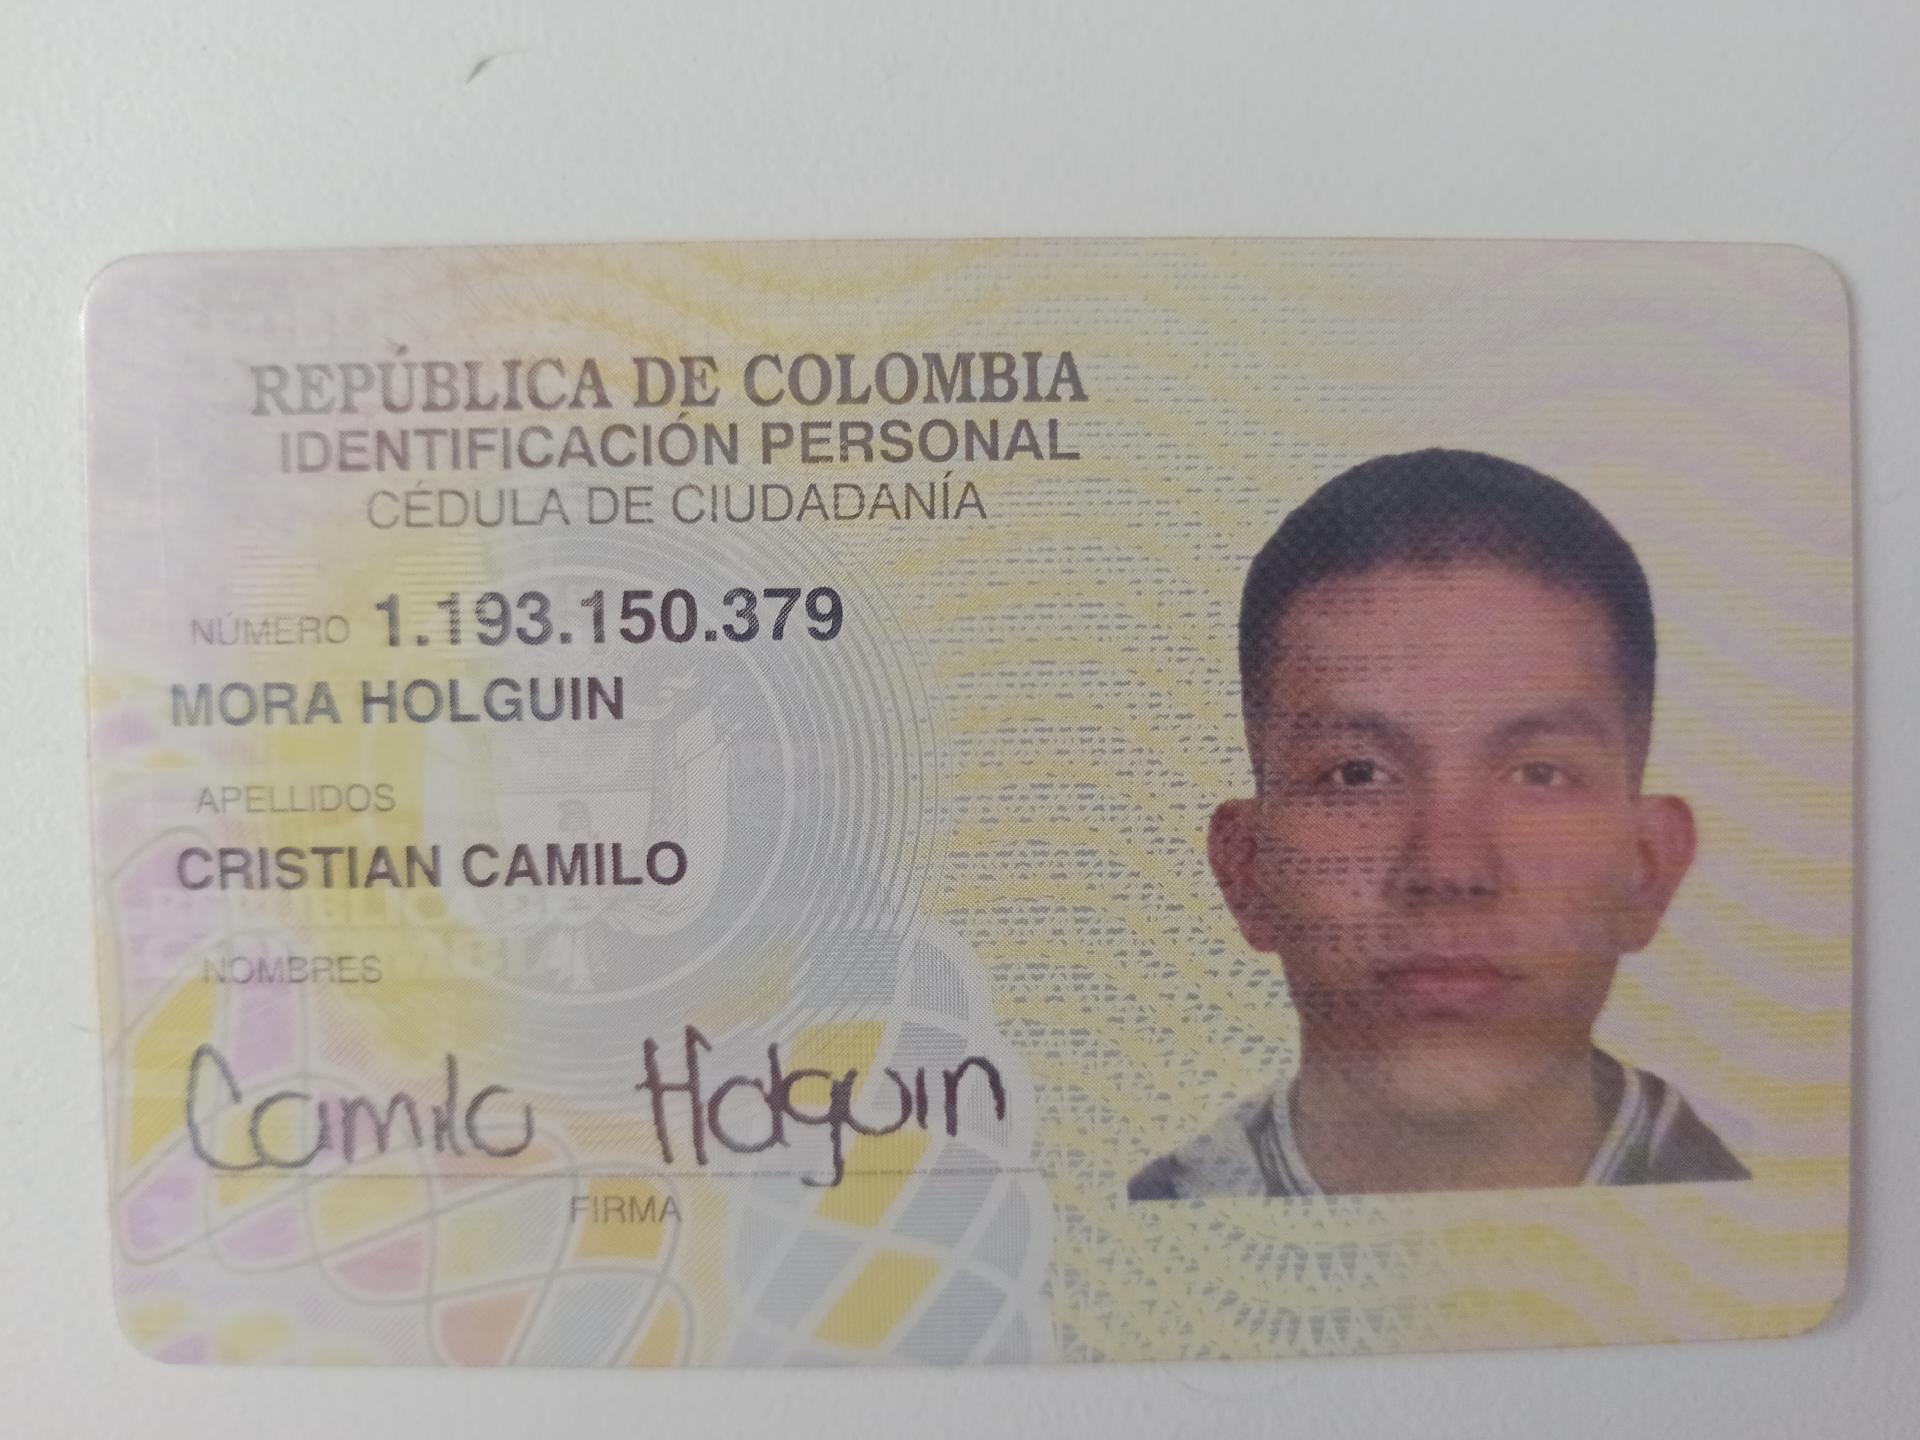 REPÚBLICA DE COLOMBIA
IDENTIFICACIÓN PERSONAL
CÉDULA DE CIUDADANÍA
NÚMERO 1.193.150.379
MORA HOLGUIN
APELLIDOS
CRISTIAN CAMILO
NOMBRES
Camilo Holguin
FIRMA